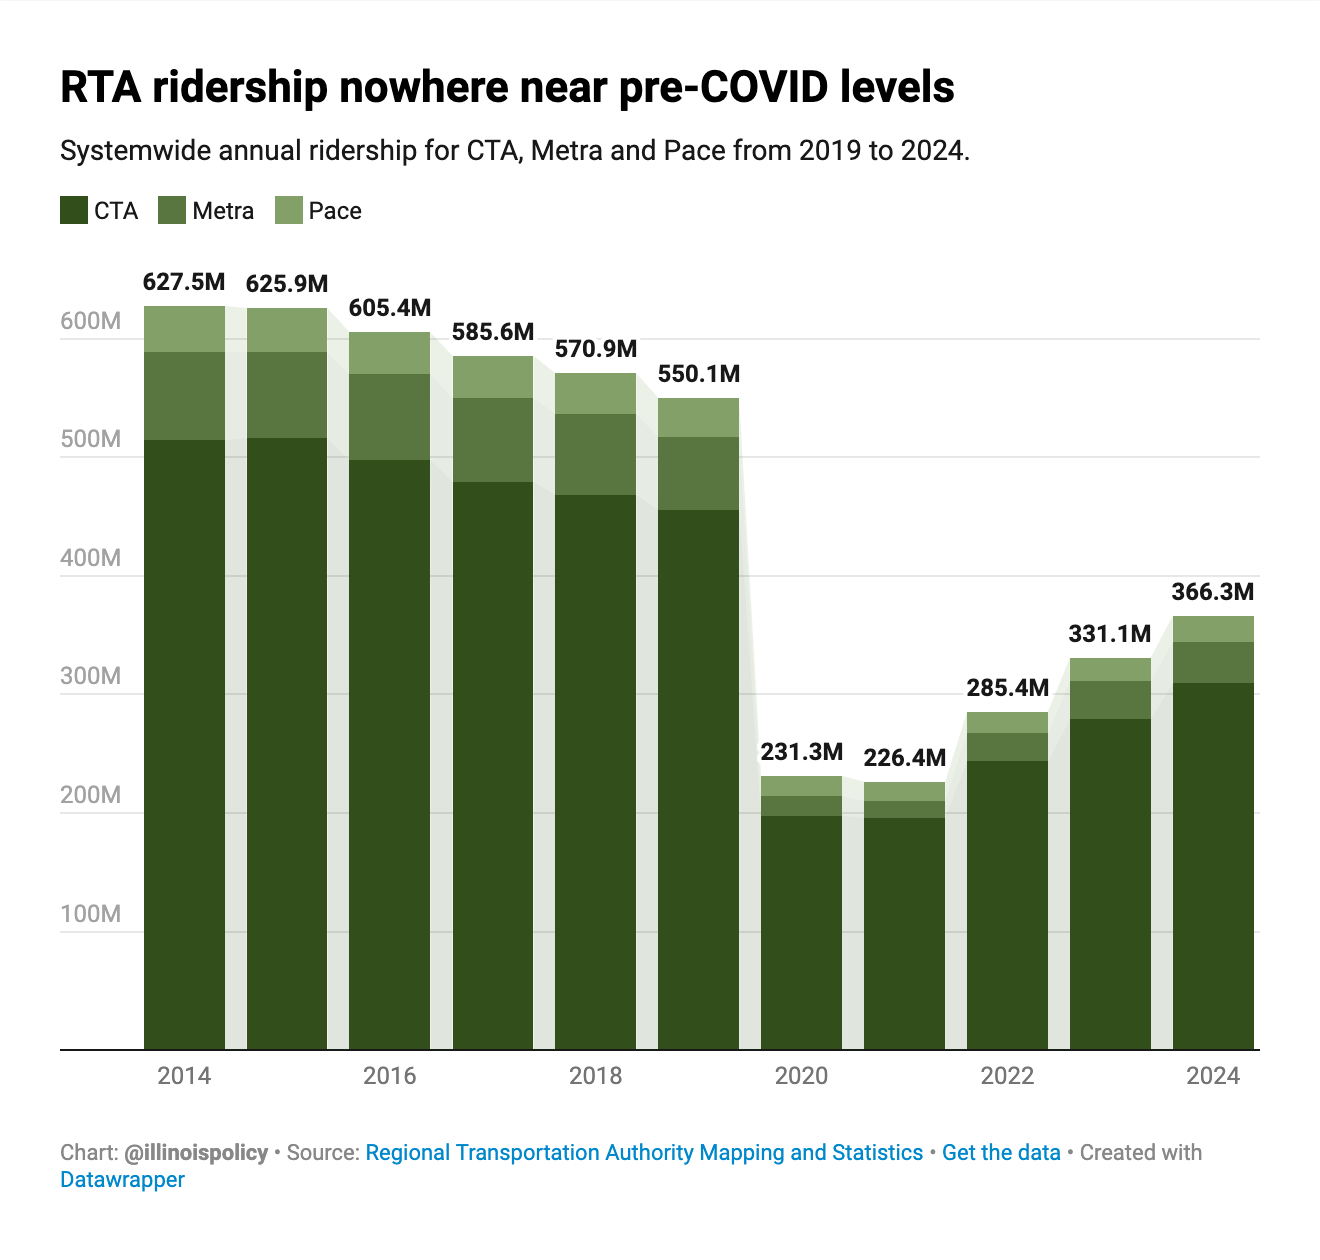 RTA ridership nowhere near pre-COVID levels
Systemwide annual ridership for CTA, Metra and Pace from 2019 to 2024.
CTA Metra Pace
627.5M 625.9M
605.4M
585.6M
570.9M
550.1M
231.3M
226.4M
285.4M
331.1M
366.3M
600M
500M
400M
300M
200M
100M
2014 2016 2018 2020 2022 2024
Chart: @illinoispolicy • Source: Regional Transportation Authority Mapping and Statistics • Get the data • Created with
Datawrapper